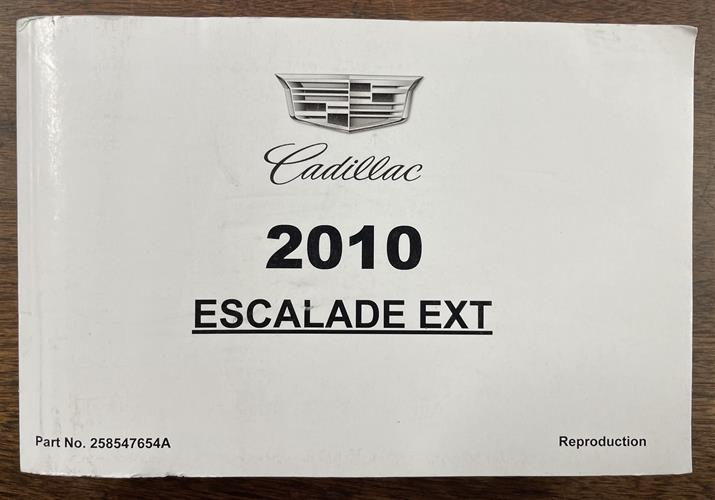 Cadillac
2010
ESCALADE EXT
Part No. 258547654A
Reproduction